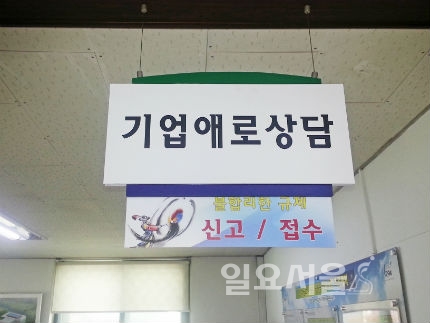 기업애로상담
불합리한 규제
신고 / 접수
일요서울